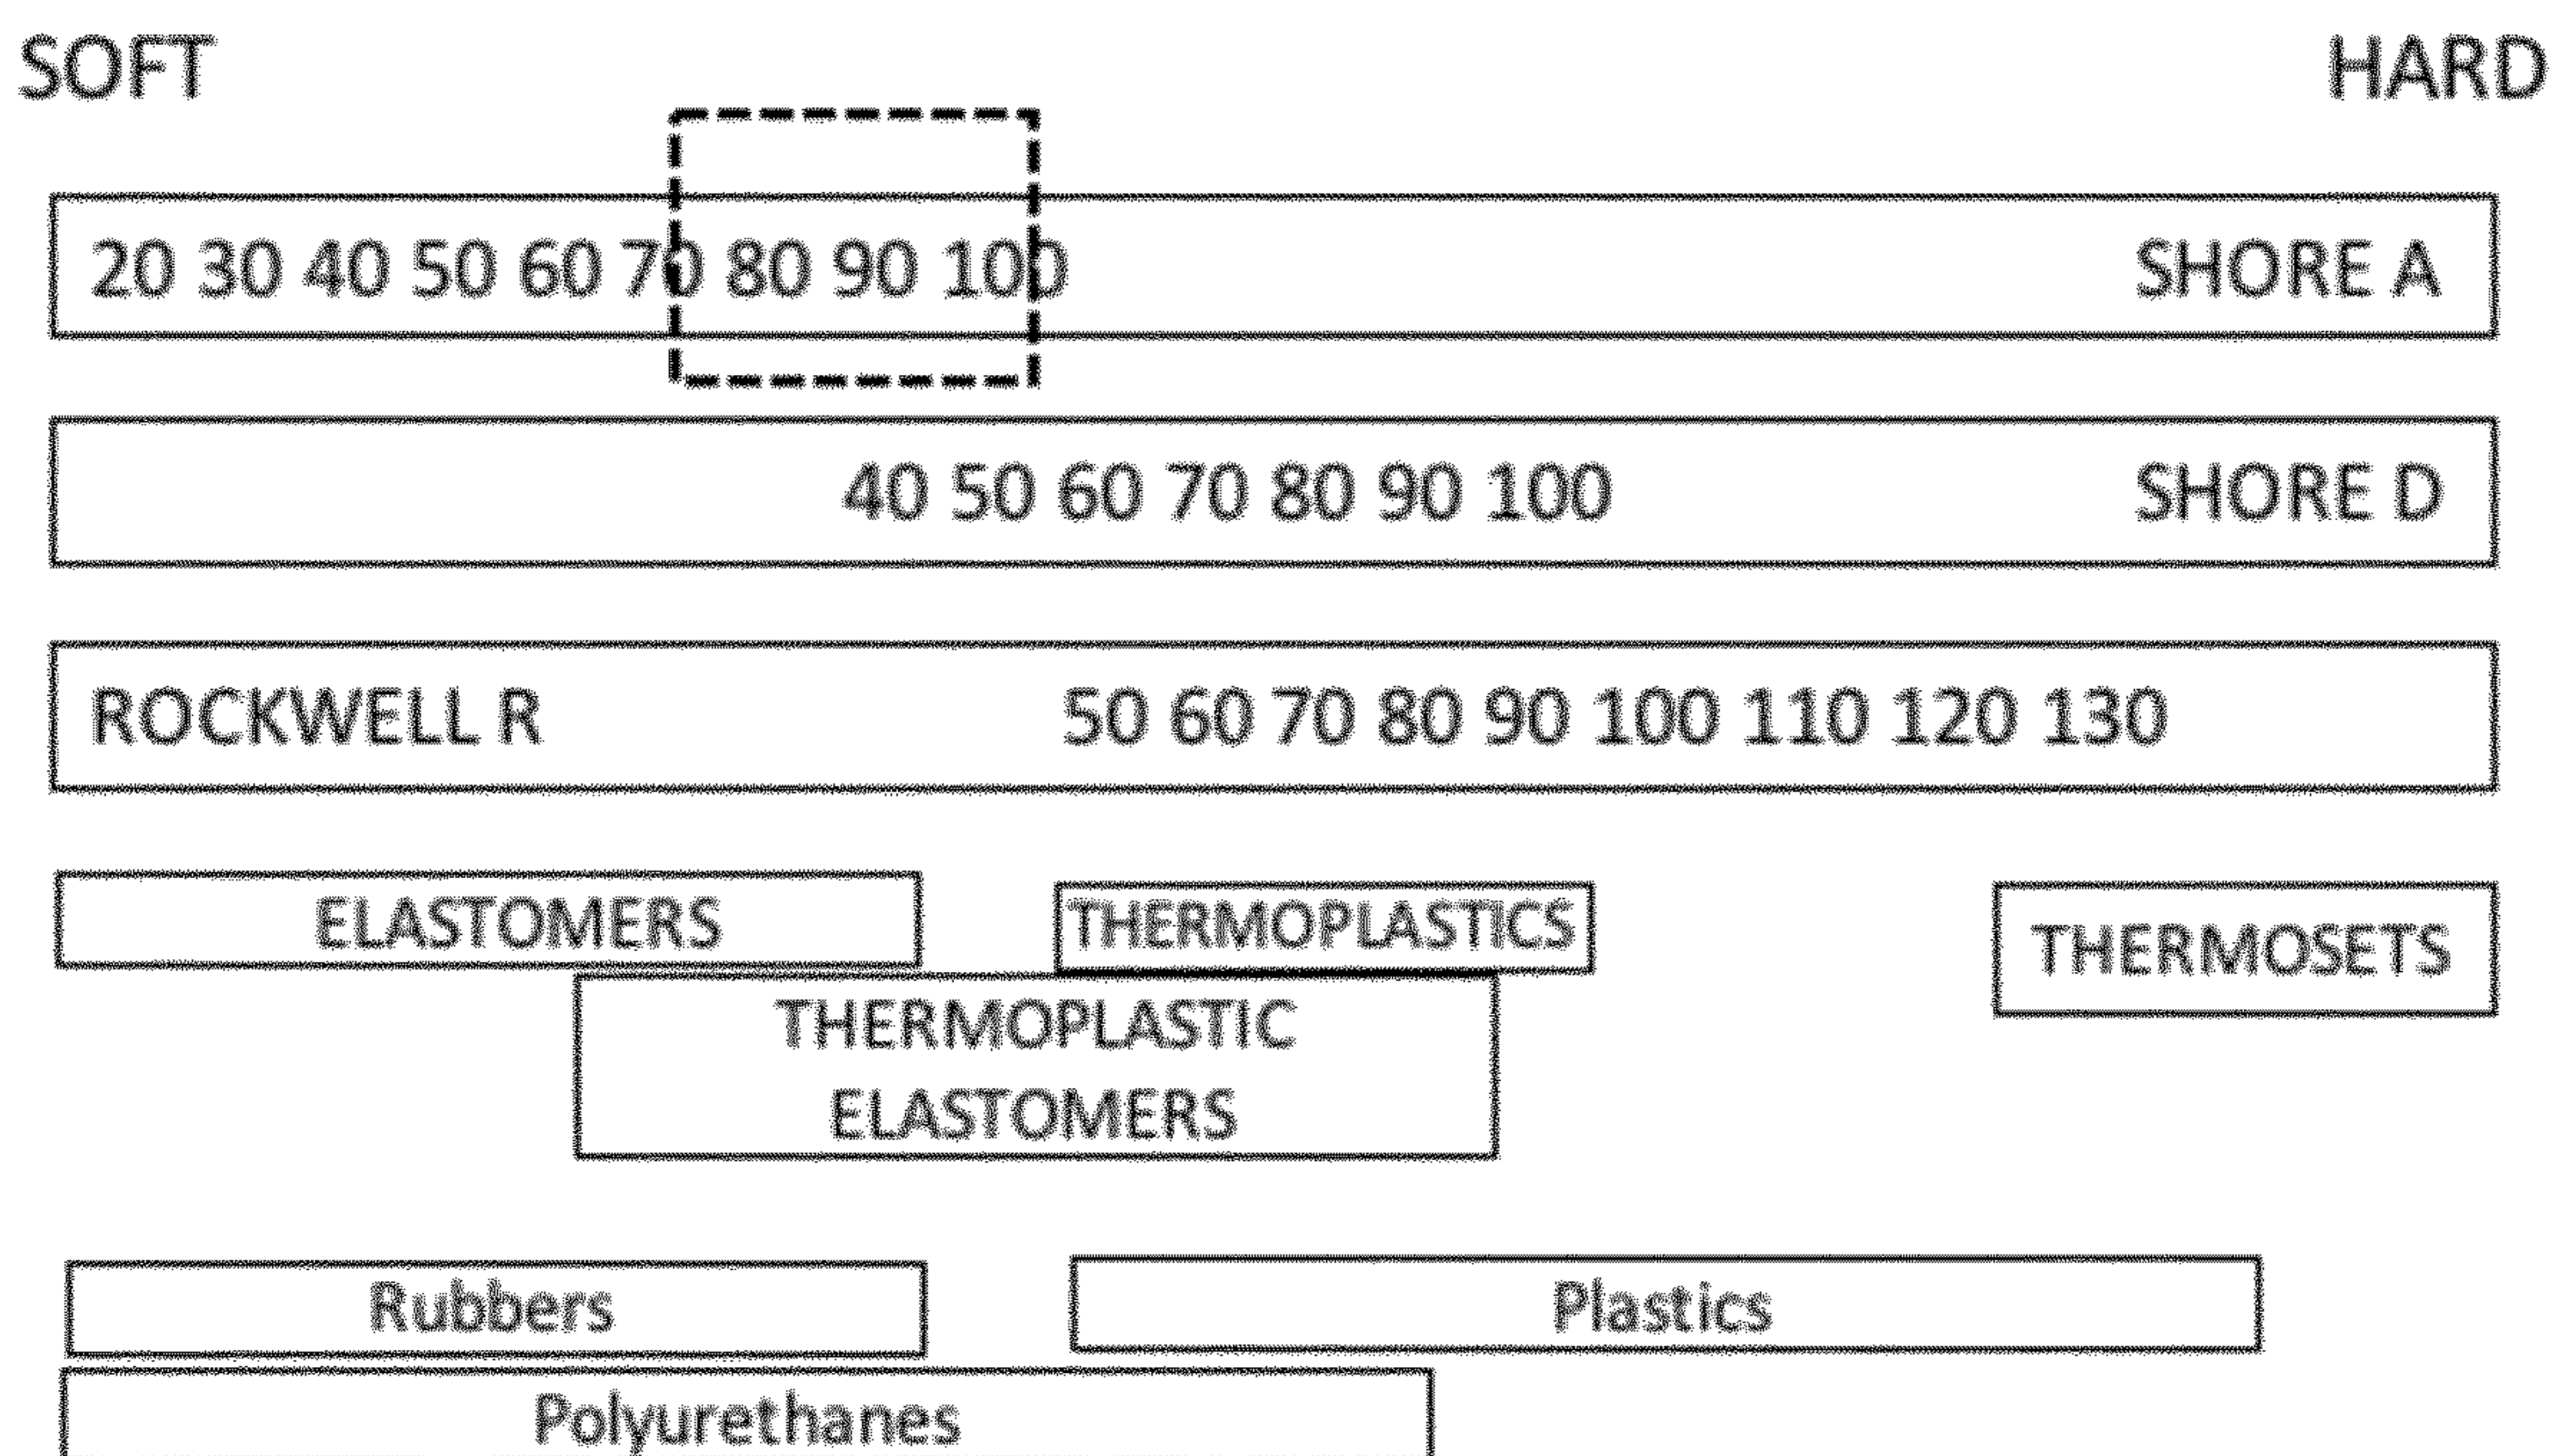 SOFT HARD
20 30 40 50 60 70 80 90 100 SHORE A
40 50 60 70 80 90 100 SHORE D
ROCKWELL R 50 60 70 80 90 100 110 120 130
ELASTOMERS THERMOPLASTICS THERMOSETS
THERMOPLASTIC
ELASTOMERS
Rubbers Plastics
Polyurethanes